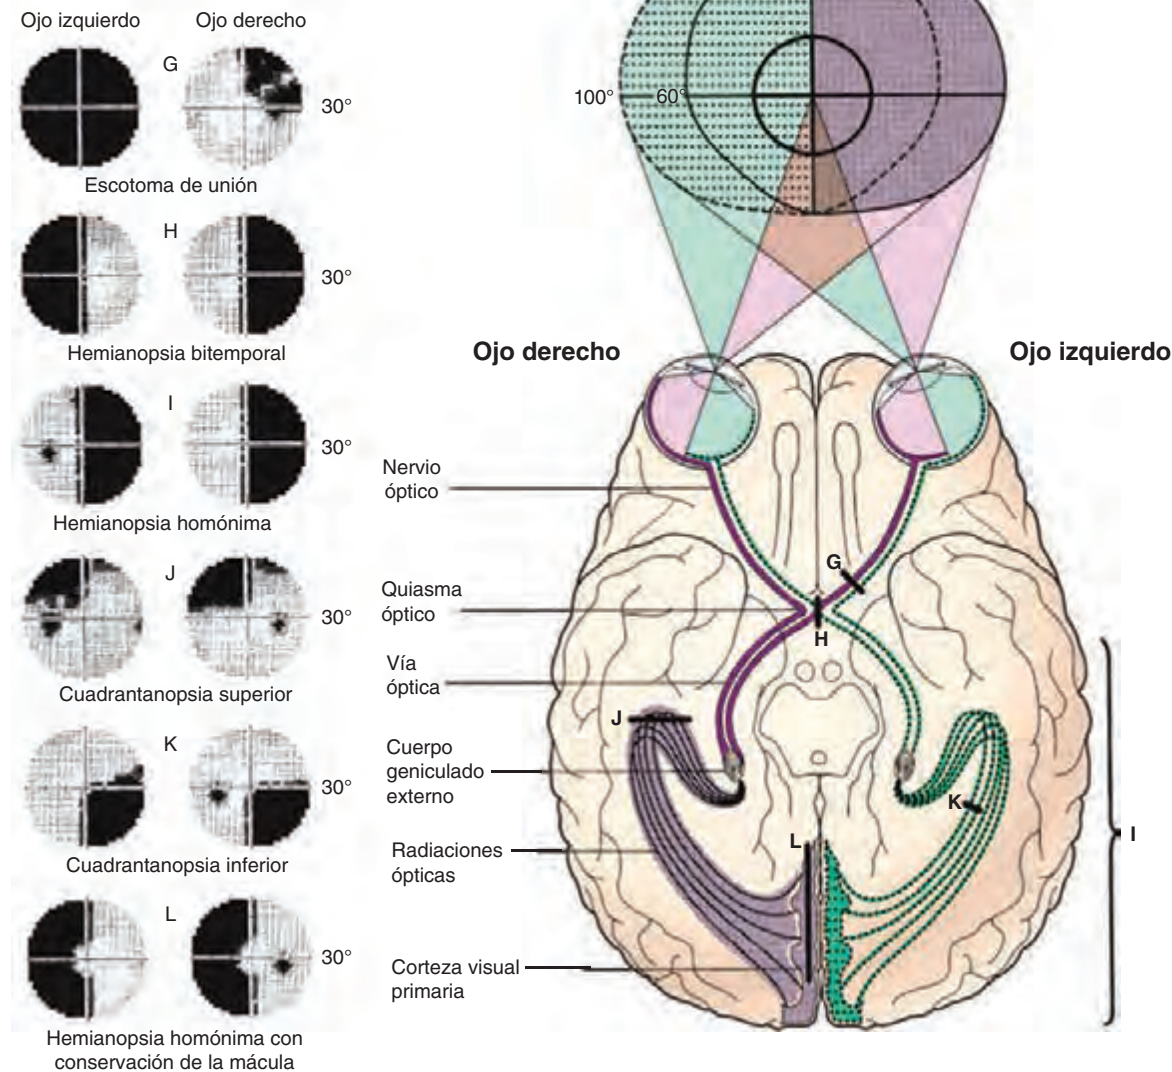 Ojo izquierdo
Ojo derecho
G
30°
Escotoma de unión
H
30°
Hemianopsia bitemporal
I
30°
Hemianopsia homónima
J
30°
Cuadrantanopsia superior
K
30°
Cuadrantanopsia inferior
L
30°
Hemianopsia homónima con
conservación de la mácula
100°
60°
Ojo derecho
Ojo izquierdo
Nervio
óptico
Quiasma
óptico
Vía
óptica
Cuerpo
geniculado
externo
Radiaciones
ópticas
Corteza visual
primaria
G
H
J
K
L
I